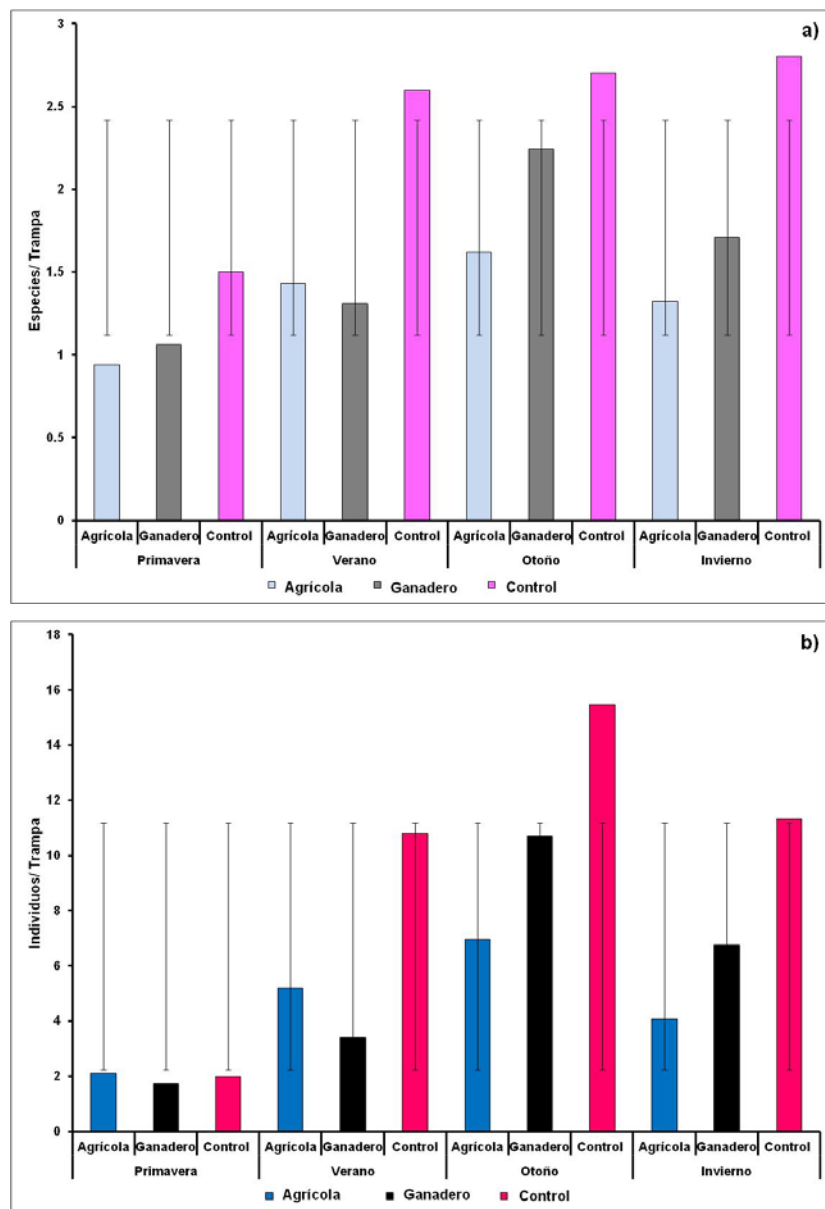 a)
3
2.5
2
1.5
1
0.5
0
Especies/ Trampa
Agrícola Ganadero Control Agrícola Ganadero Control Agrícola Ganadero Control Agrícola Ganadero Control
Primavera Verano Otoño Invierno
Agrícola Ganadero Control
b)
18
16
14
12
10
8
6
4
2
0
Individuos/ Trampa
Agrícola Ganadero Control Agrícola Ganadero Control Agrícola Ganadero Control Agrícola Ganadero Control
Primavera Verano Otoño Invierno
Agrícola Ganadero Control